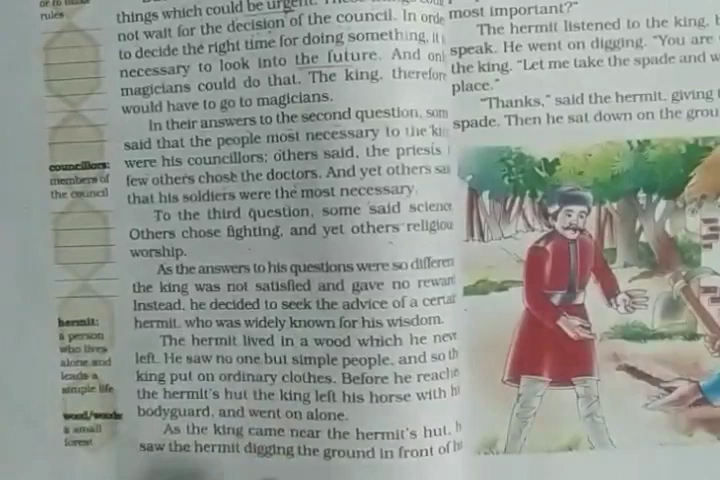 rules
things which could be urgent.
not wait for the decision of the council. In orde
to decide the right time for doing something, it
necessary to look into the future. And onl
magicians could do that. The king, therefore
would have to go to magicians.
In their answers to the second question, som
said that the people most necessary to the kin
were his councillors; others said, the priests
few others chose the doctors. And yet others sai
that his soldiers were the most necessary.
To the third question, some said science
Others chose fighting, and yet others religiou
worship.
As the answers to his questions were so differen
the king was not satisfied and gave no reward
Instead, he decided to seek the advice of a certai
hermit, who was widely known for his wisdom.
The hermit lived in a wood which he neve
left. He saw no one but simple people, and so th
king put on ordinary clothes. Before he reache
the hermit's hut the king left his horse with hi
bodyguard, and went on alone.
As the king came near the hermit's hut, h
saw the hermit digging the ground in front of hi
councillors:
members of
the council
hermit:
a person
who lives
alone and
leads a
simple life
wood/woods:
a small
forest
most important?"
The hermit listened to the king, b
speak. He went on digging. "You are
the king. "Let me take the spade and w
place."
"Thanks," said the hermit, giving
spade. Then he sat down on the grou